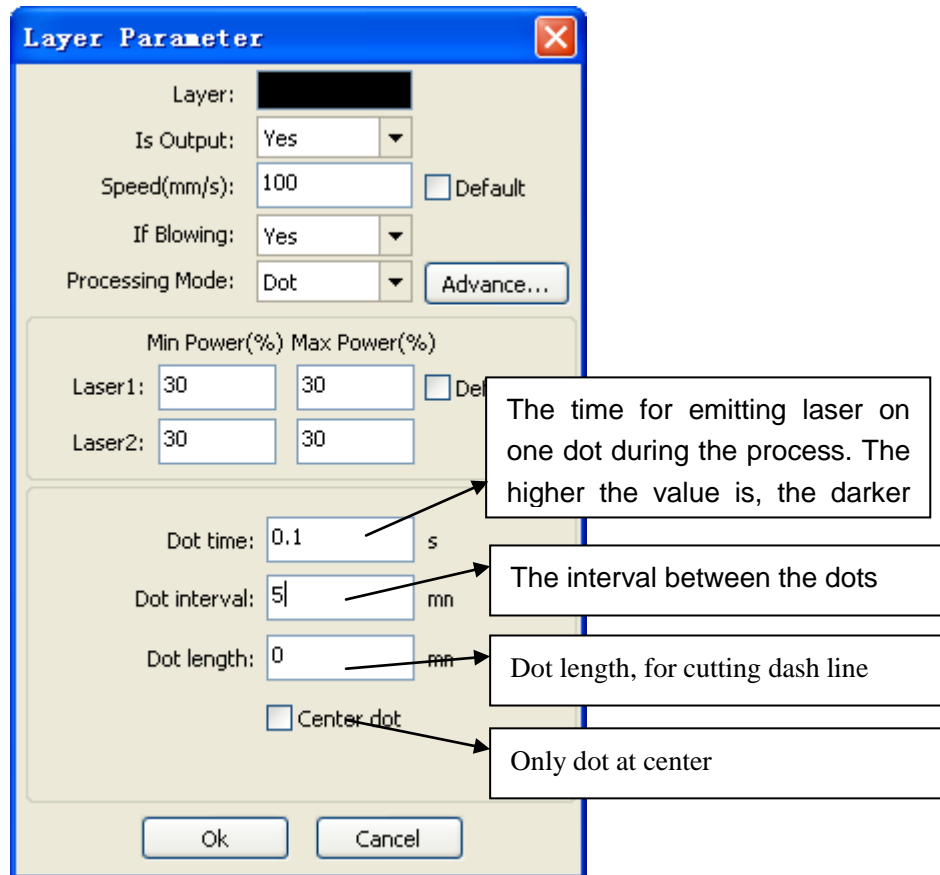 Layer Parameter
Layer:
Is Output: Yes
Speed(mm/s): 100 Default
If Blowing: Yes
Processing Mode: Dot Advance...
Min Power(%) Max Power(%)
Laser1: 30 30 Def
Laser2: 30 30
The time for emitting laser on
one dot during the process. The
higher the value is, the darker
Dot time: 0.1 s
The interval between the dots
Dot interval: 5 mn
Dot length: 0 mn
Dot length, for cutting dash line
Center dot
Only dot at center
Ok Cancel